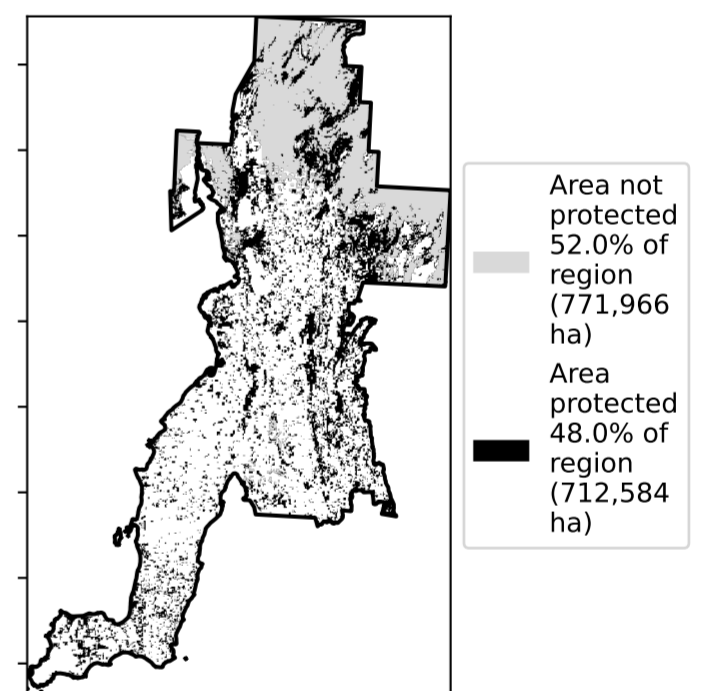 Area not
protected
52.0% of
region
(771,966
ha)
Area
protected
48.0% of
region
(712,584
ha)